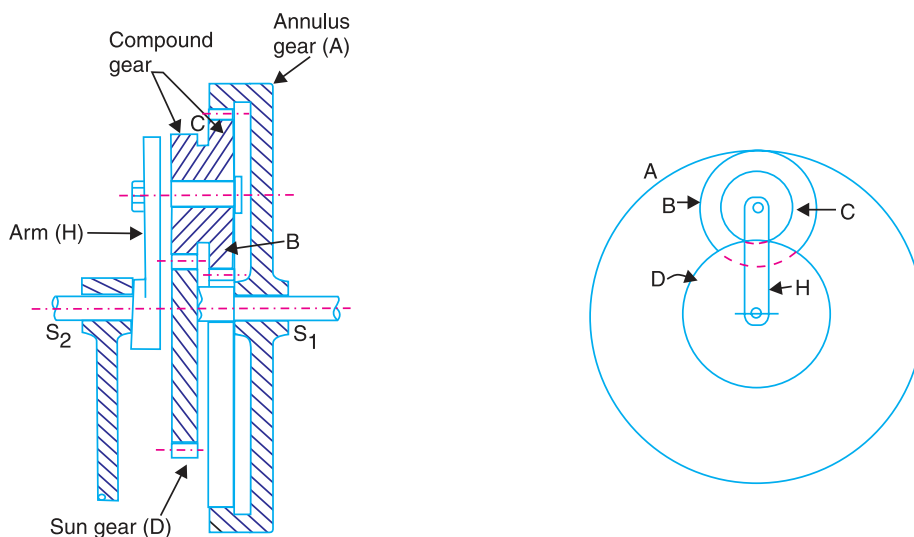 Annulus
gear (A)
Compound
gear
C
Arm (H)
B
S2
S1
Sun gear (D)
A
B
C
D
H